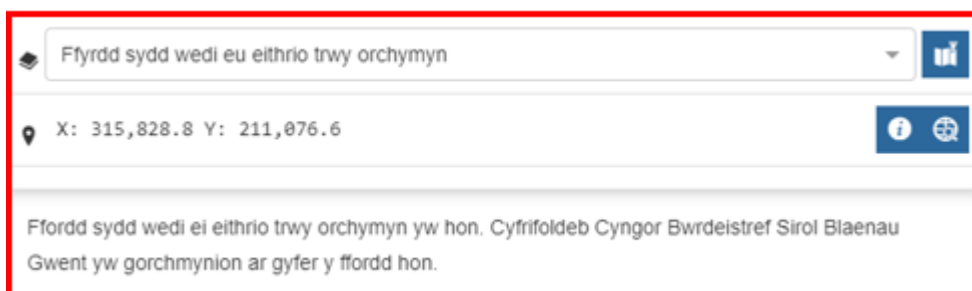 Ffyrdd sydd wedi eu eithrio trwy orchymyn
X: 315,828.8 Y: 211,076.6
Ffordd sydd wedi ei eithrio trwy orchymyn yw hon. Cyfrifoldeb Cyngor Bwrdeistref Sirol Blaenau
Gwent yw gorchmynion ar gyfer y ffordd hon.